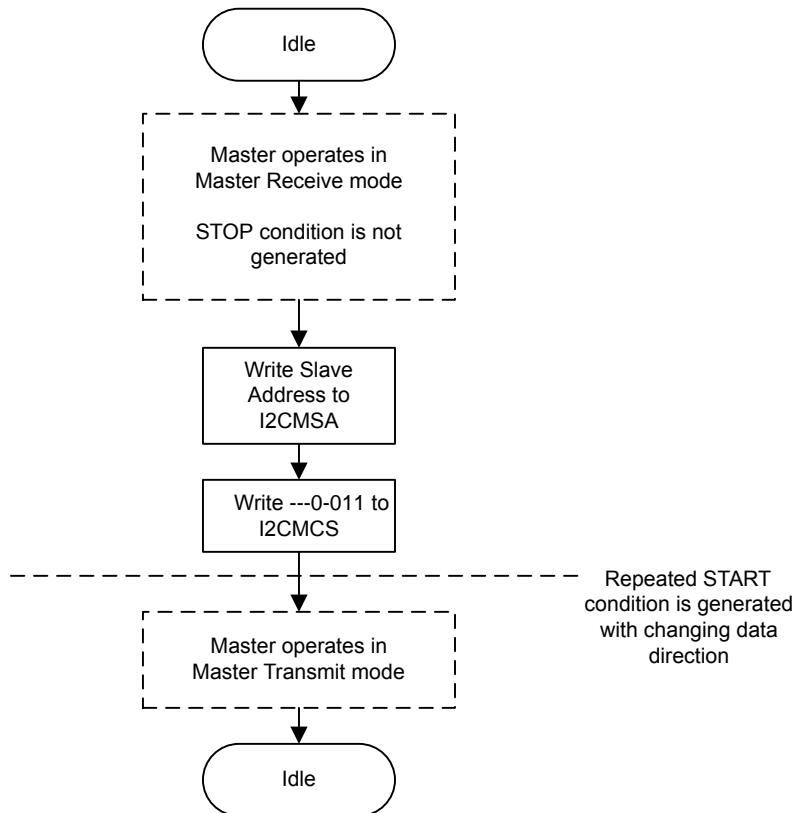 Idle
Master operates in
Master Receive mode
STOP condition is not
generated
Write Slave
Address to
I2CMSA
Write ---0-011 to
I2CMCS
Repeated START
condition is generated
with changing data
direction
Master operates in
Master Transmit mode
Idle